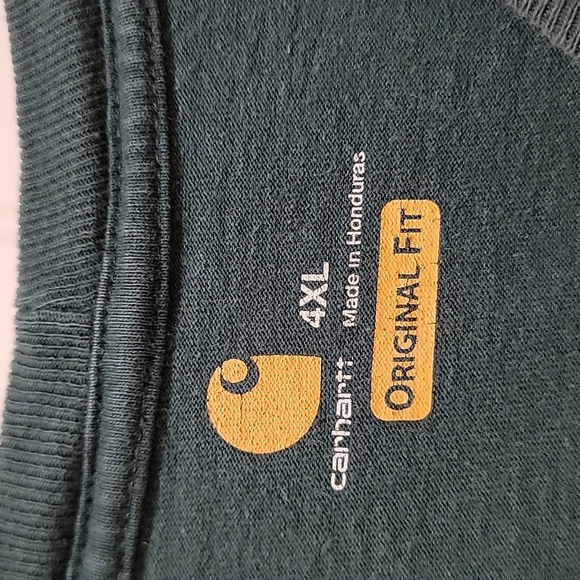 carhartt
4XL
Made in Honduras
ORIGINAL FIT